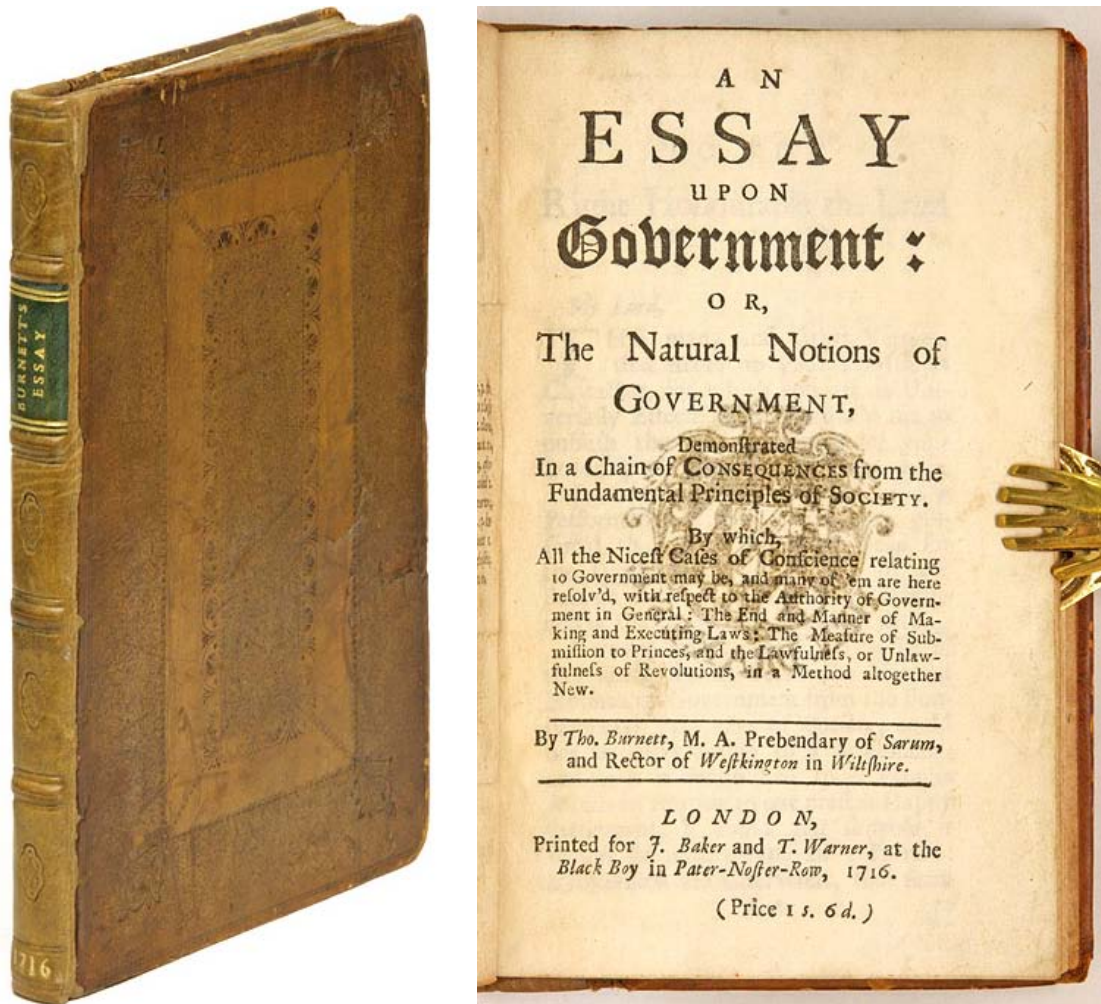 BURNETT'S
ESSAY
1716
AN
ESSAY
UPON
Government :
OR,
The Natural Notions of
GOVERNMENT,
Demonſtrated
In a Chain of CONSEQUENCES from the
Fundamental Principles of SOCIETY.
By which,
All the Niceſt Caſes of Conſcience relating
to Government may be, and many of 'em are here
reſolv'd, with reſpect to the Authority of Govern-
ment in General : The End and Manner of Ma-
king and Executing Laws ; The Meaſure of Sub-
miſſion to Princes, and the Lawfulneſs, or Unlaw-
fulneſs of Revolutions, in a Method altogether
New.
By Tho. Burnett, M. A. Prebendary of Sarum,
and Rector of Weſtkington in Wiltſhire.
LONDON,
Printed for J. Baker and T. Warner, at the
Black Boy in Pater-Noſter-Row, 1716.
(Price 1 s. 6 d.)